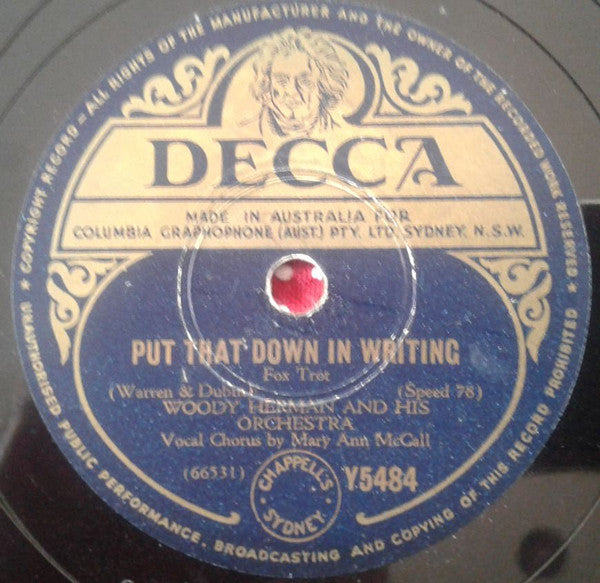 ★ COPYRIGHT RECORD = ALL RIGHTS OF THE MANUFACTURER AND THE OWNER OF THE RECORDED WORK RESERVED ★
DECCA
MADE IN AUSTRALIA FOR
COLUMBIA GRAPHOPHONE (AUST.) PTY. LTD. SYDNEY, N.S.W.
PUT THAT DOWN IN WRITING
Fox Trot
(Warren & Dubin) (Speed 78)
WOODY HERMAN AND HIS
ORCHESTRA
Vocal Chorus by Mary Ann McCall
(66531) Y5484
CHAPPELL'S
SYDNEY
UNAUTHORISED PUBLIC PERFORMANCE, BROADCASTING AND COPYING OF THIS RECORD PROHIBITED